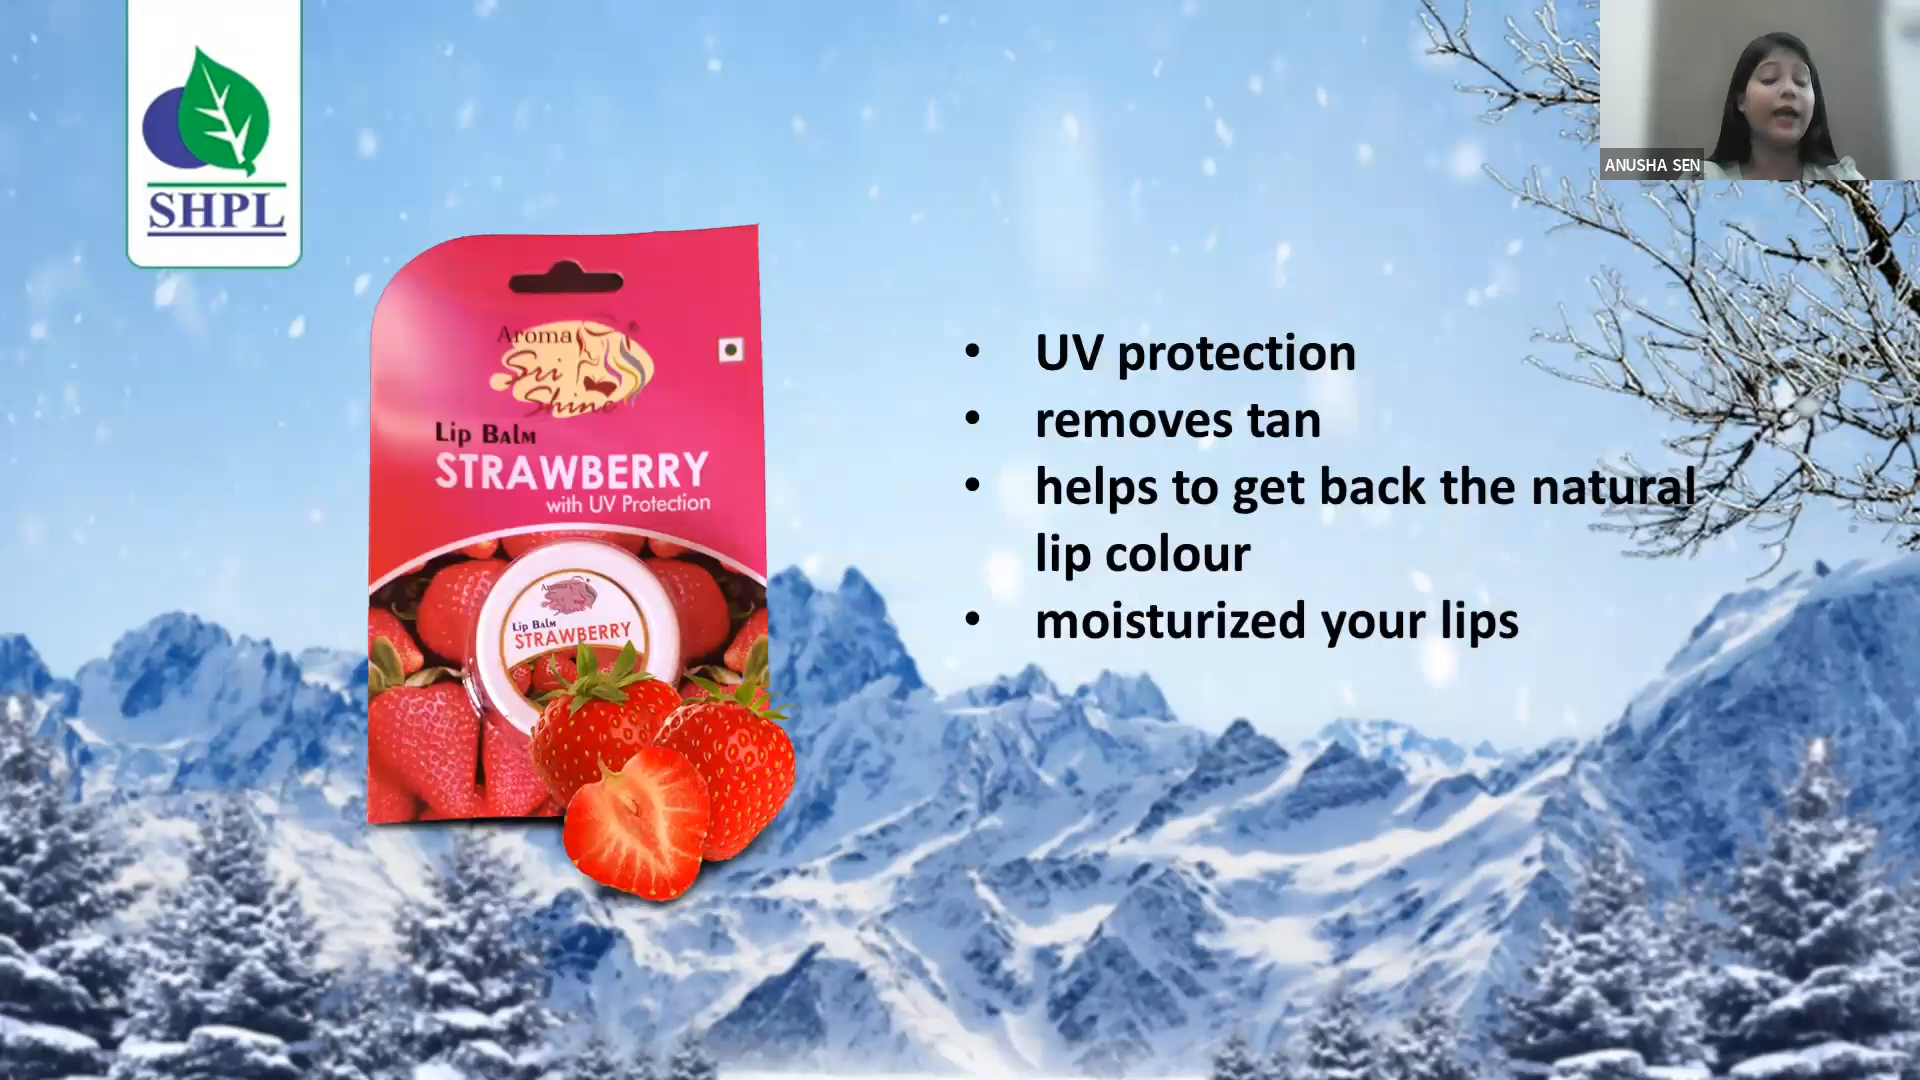 SHPL
ANUSHA SEN
Aroma
Sri
Shine
Lip Balm
STRAWBERRY
with UV Protection
Aroma
Lip Balm
STRAWBERRY
• UV protection
• removes tan
• helps to get back the natural
lip colour
• moisturized your lips